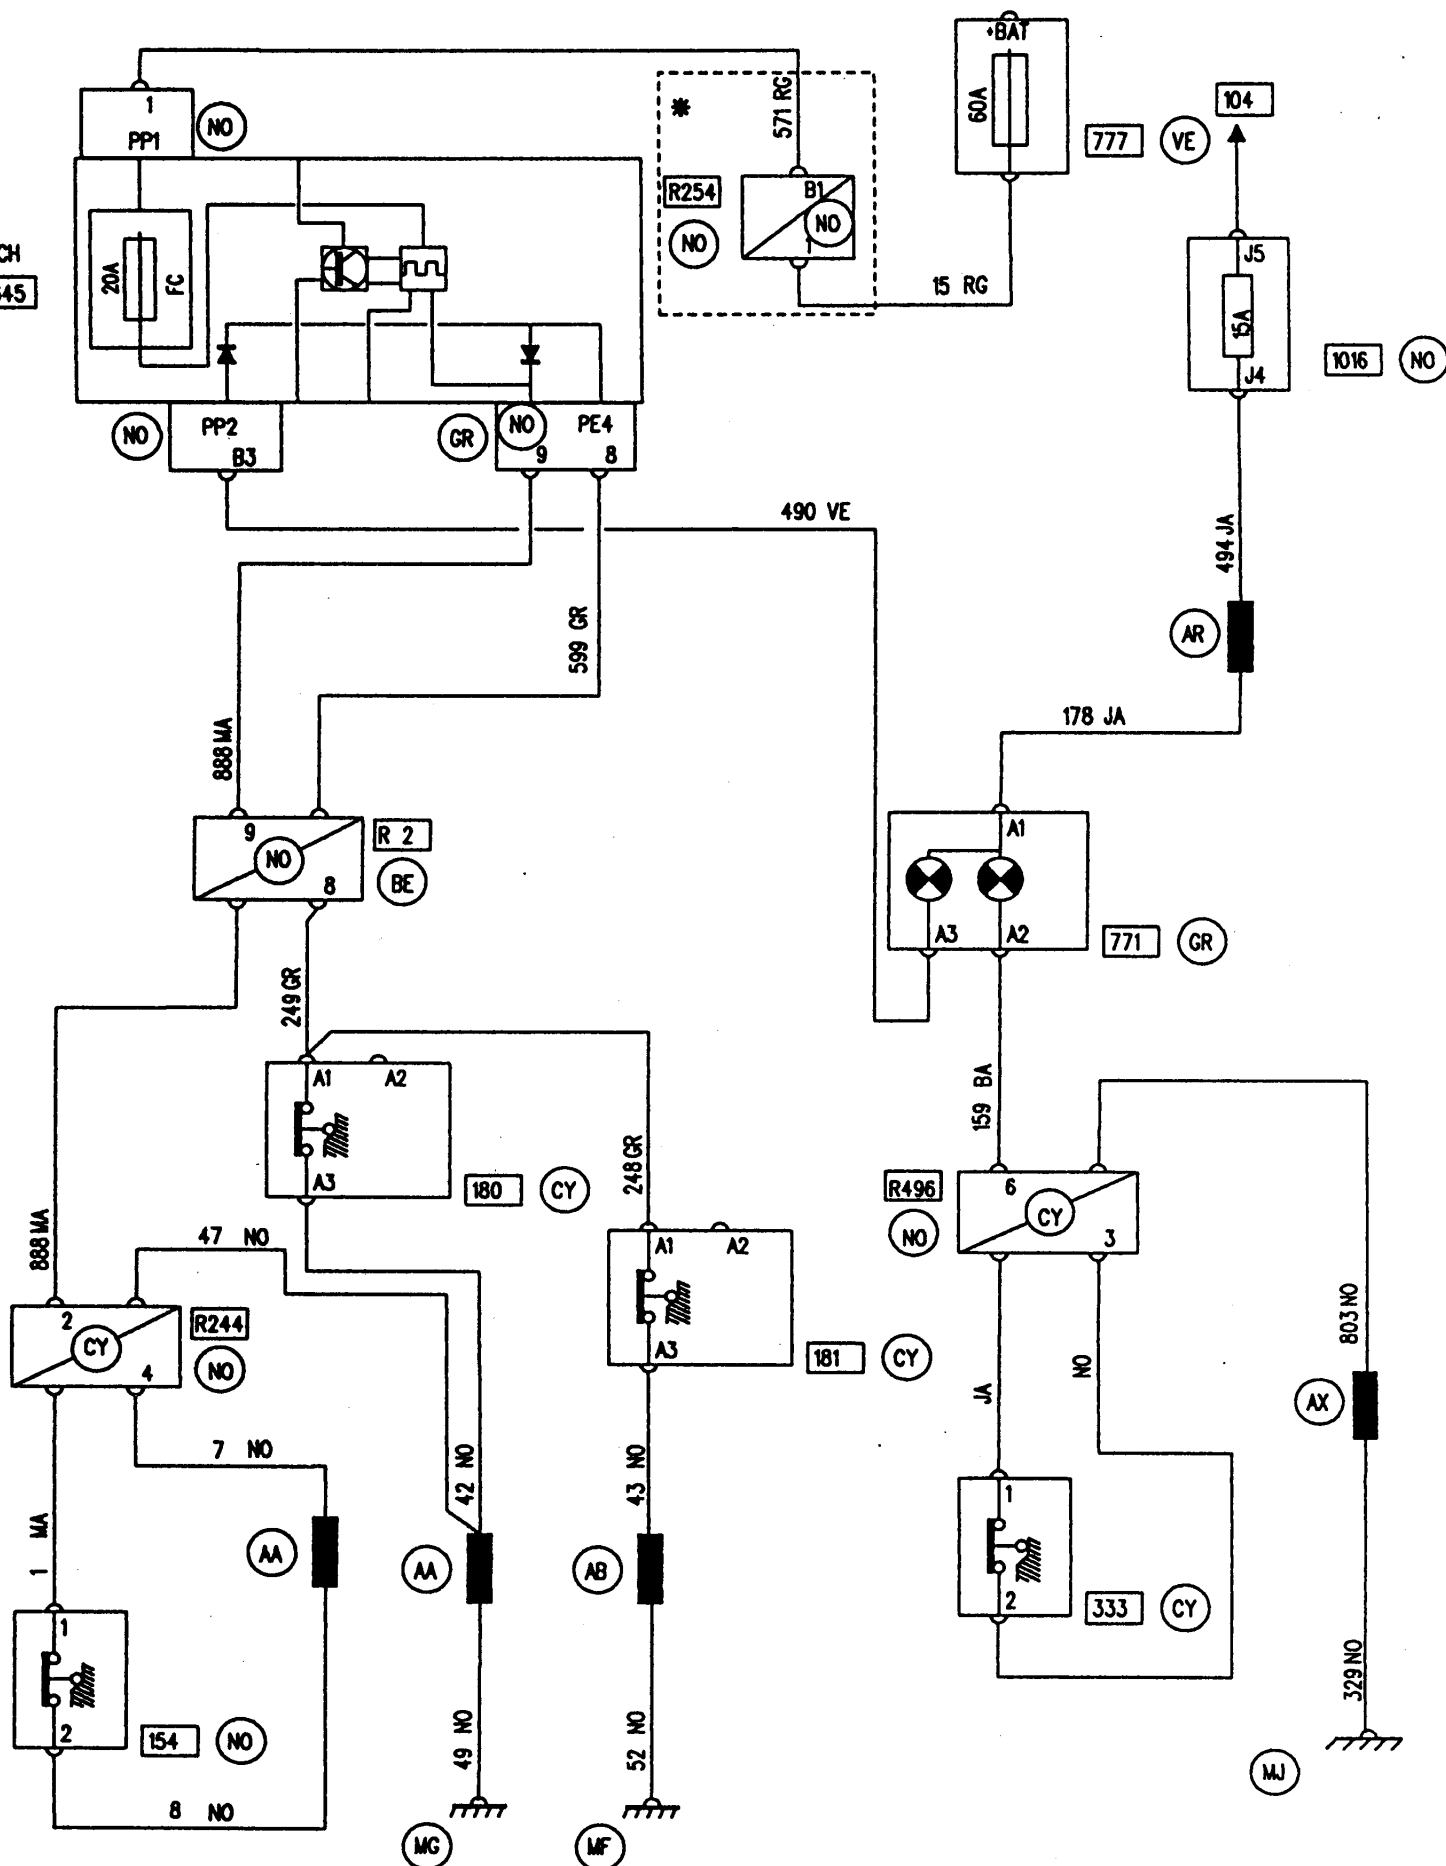 +BAT
60A
777
VE
104
1
PP1
NO
571 RG
*
R254
NO
B1
NO
1
15 RG
J5
15A
J4
1016
NO
CH
20A
FC
NO
PP2
B3
GR
NO
PE4
9
8
490 VE
494 JA
AR
599 GR
178 JA
888 MA
9
NO
8
R 2
BE
A1
A3
A2
771
GR
249 GR
A1
A2
A3
180
CY
159 BA
248 GR
R496
NO
6
CY
3
888 MA
47 NO
A1
A2
A3
181
CY
2
CY
4
R244
NO
803 NO
JA
NO
AX
7 NO
42 NO
43 NO
1 MA
AA
AA
AB
1
2
333
CY
1
2
154
NO
8 NO
49 NO
52 NO
329 NO
MG
MF
MJ